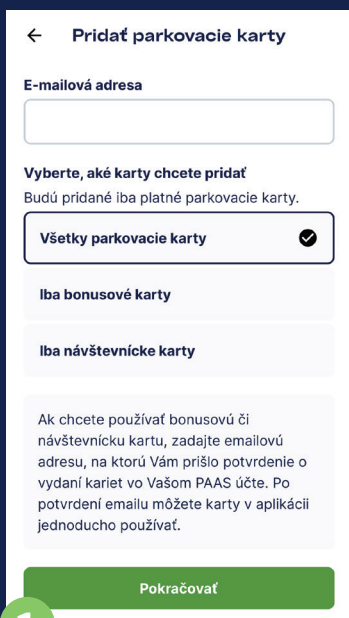 Pridať parkovacie karty
E-mailová adresa
Vyberte, aké karty chcete pridať
Budú pridané iba platné parkovacie karty.
Všetky parkovacie karty
Iba bonusové karty
Iba návštevnícke karty
Ak chcete používať bonusovú či
návštevnícku kartu, zadajte emailovú
adresu, na ktorú Vám prišlo potvrdenie o
vydaní kariet vo Vašom PAAS účte. Po
potvrdení emailu môžete karty v aplikácii
jednoducho používať.
Pokračovať